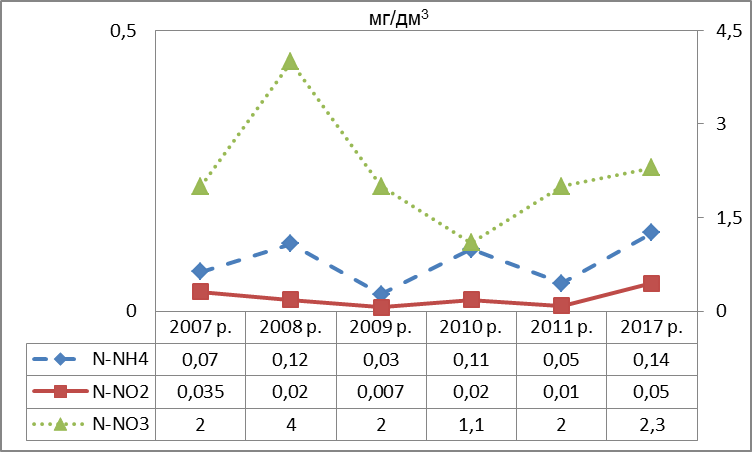 мг/дм³
0,5 4,5
3
1,5
0 0
2007 р. 2008 р. 2009 р. 2010 р. 2011 р. 2017 р.
N-NH4 0,07 0,12 0,03 0,11 0,05 0,14
N-NO2 0,035 0,02 0,007 0,02 0,01 0,05
N-NO3 2 4 2 1,1 2 2,3